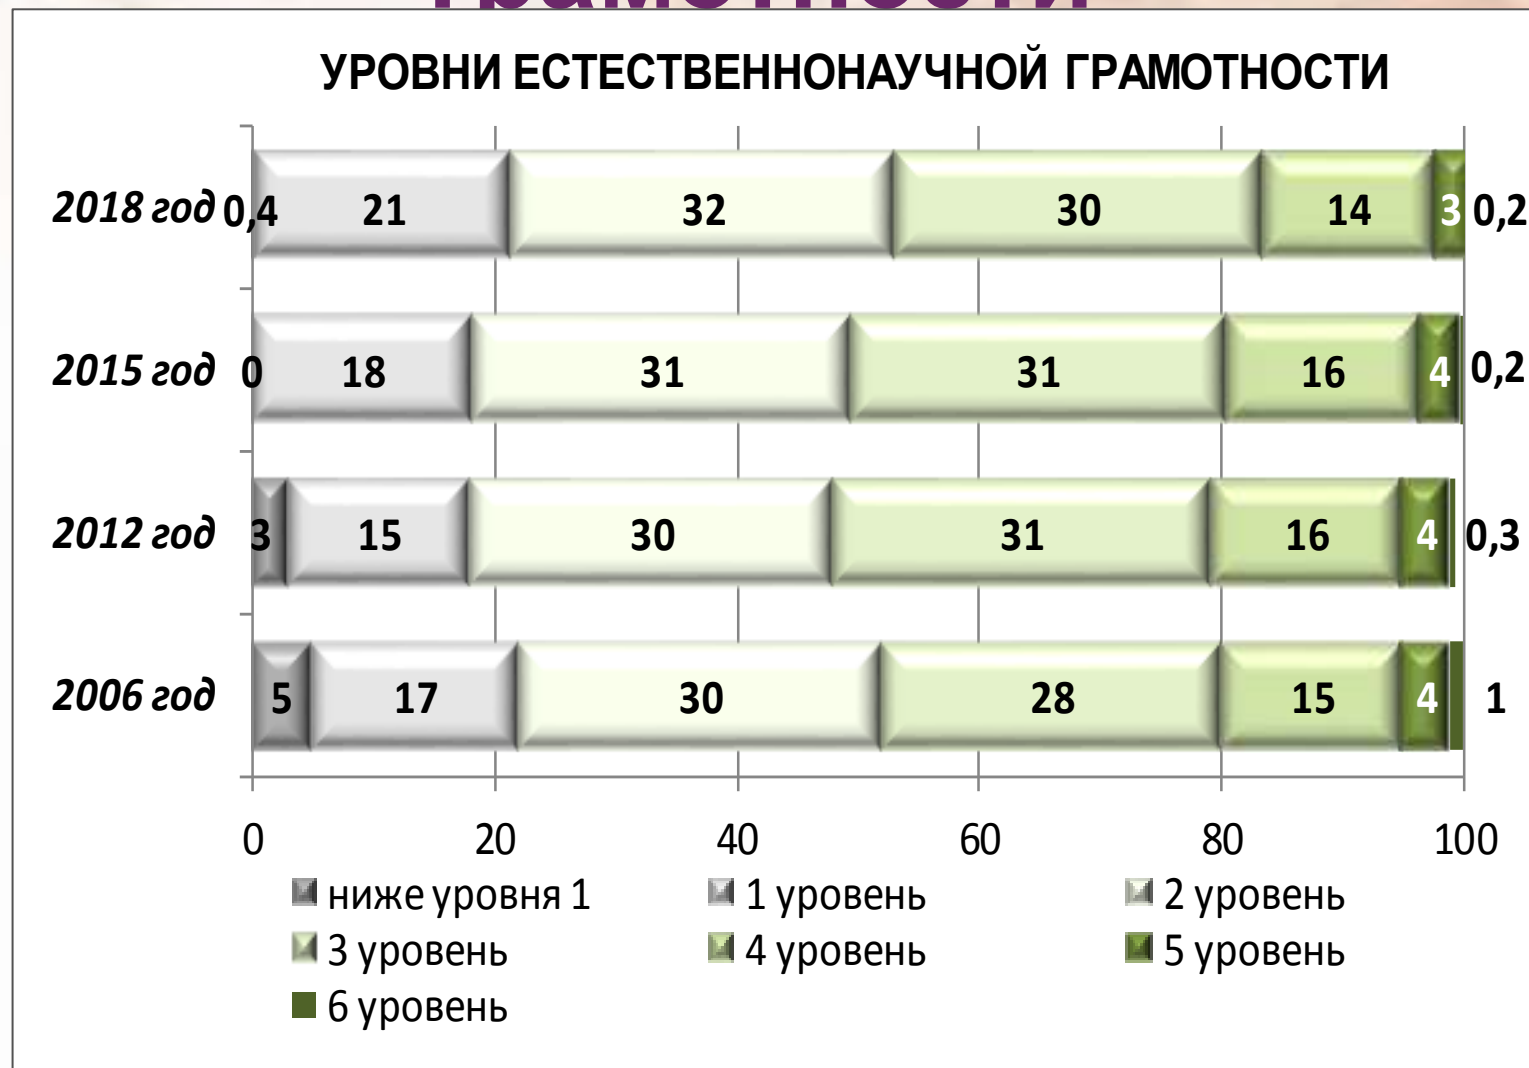 грамотности
УРОВНИ ЕСТЕСТВЕННОНАУЧНОЙ ГРАМОТНОСТИ
2018 год 0,4 21 32 30 14 3 0,2
2015 год 0 18 31 31 16 4 0,2
2012 год 3 15 30 31 16 4 0,3
2006 год 5 17 30 28 15 4 1
0 20 40 60 80 100
ниже уровня 1 1 уровень 2 уровень
3 уровень 4 уровень 5 уровень
6 уровень